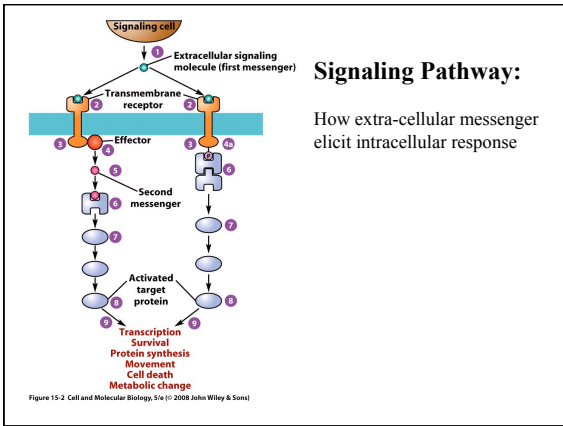 Signaling cell
1
Extracellular signaling
molecule (first messenger)
Transmembrane
receptor
2
2
Effector
3
4
3
4a
5
Second
messenger
6
P
6
7
7
Activated
target
protein
8
8
9
9
Transcription
Survival
Protein synthesis
Movement
Cell death
Metabolic change
Figure 15-2 Cell and Molecular Biology, 5/e (© 2008 John Wiley & Sons)
Signaling Pathway:
How extra-cellular messenger
elicit intracellular response